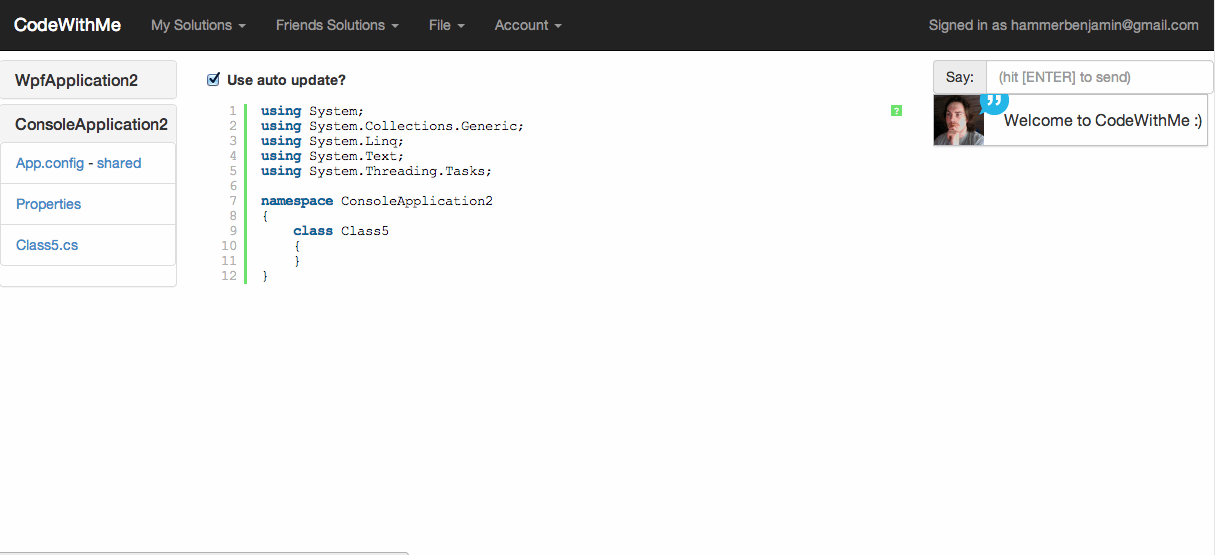 CodeWithMe My Solutions Friends Solutions File Account Signed in as hammerbenjamin@gmail.com
WpfApplication2
ConsoleApplication2
App.config - shared
Properties
Class5.cs
Use auto update?
1 using System;
2 using System.Collections.Generic;
3 using System.Linq;
4 using System.Text;
5 using System.Threading.Tasks;
6
7 namespace ConsoleApplication2
8 {
9     class Class5
10     {
11     }
12 }
?
Say: (hit [ENTER] to send)
Welcome to CodeWithMe :)